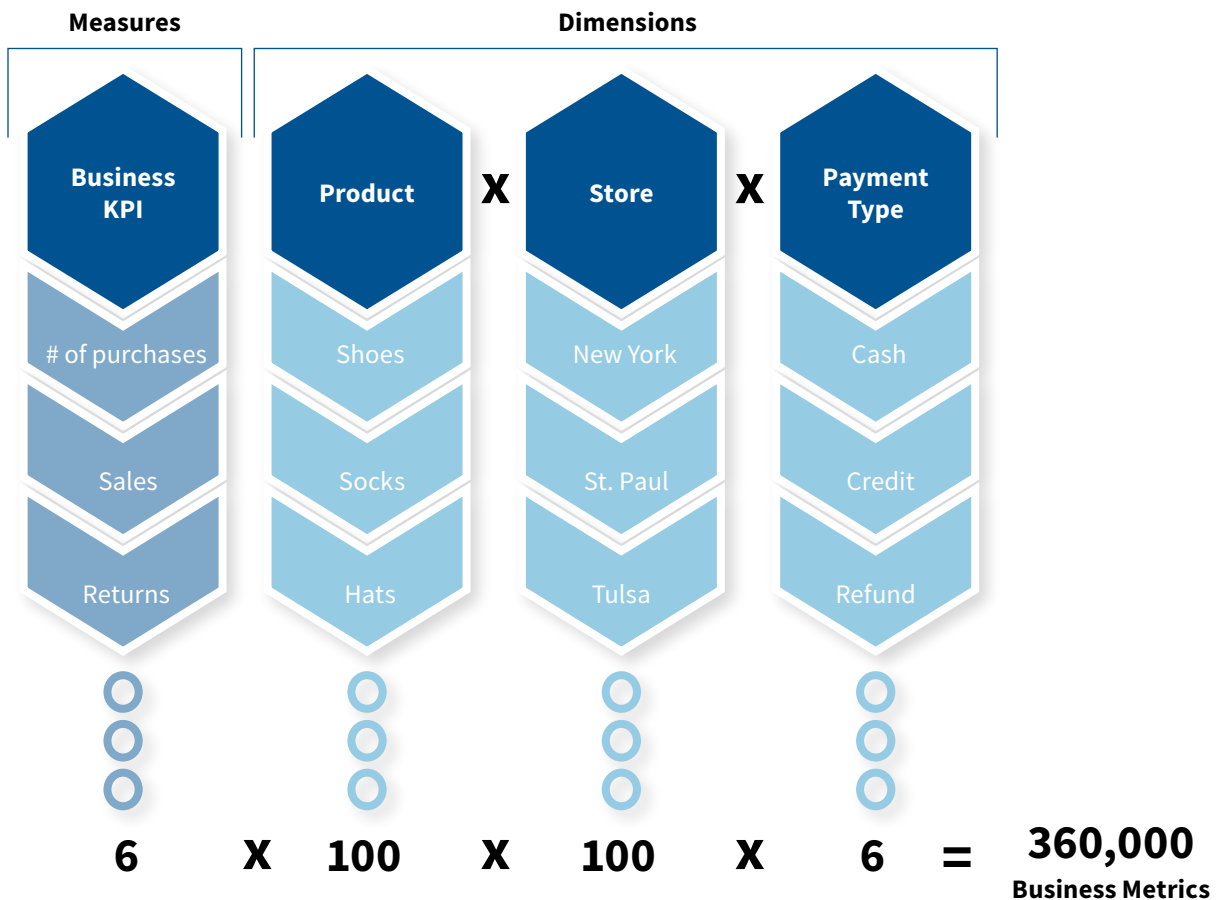 Measures
Dimensions
Business
KPI
Product
x
Store
x
Payment
Type
# of purchases
Shoes
New York
Cash
Sales
Socks
St. Paul
Credit
Returns
Hats
Tulsa
Refund
6 x 100 x 100 x 6 = 360,000
Business Metrics